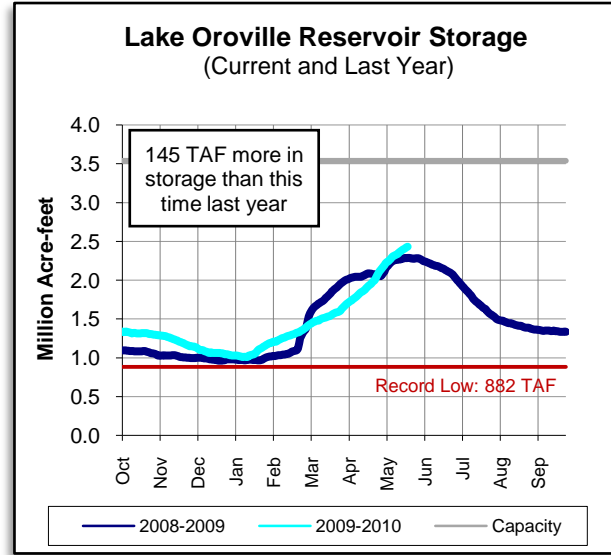 Lake Oroville Reservoir Storage
(Current and Last Year)
145 TAF more in
storage than this
time last year
Million Acre-feet
4.0
3.5
3.0
2.5
2.0
1.5
1.0
0.5
0.0
Record Low: 882 TAF
Oct
Nov
Dec
Jan
Feb
Mar
Apr
May
Jun
Jul
Aug
Sep
2008-2009
2009-2010
Capacity